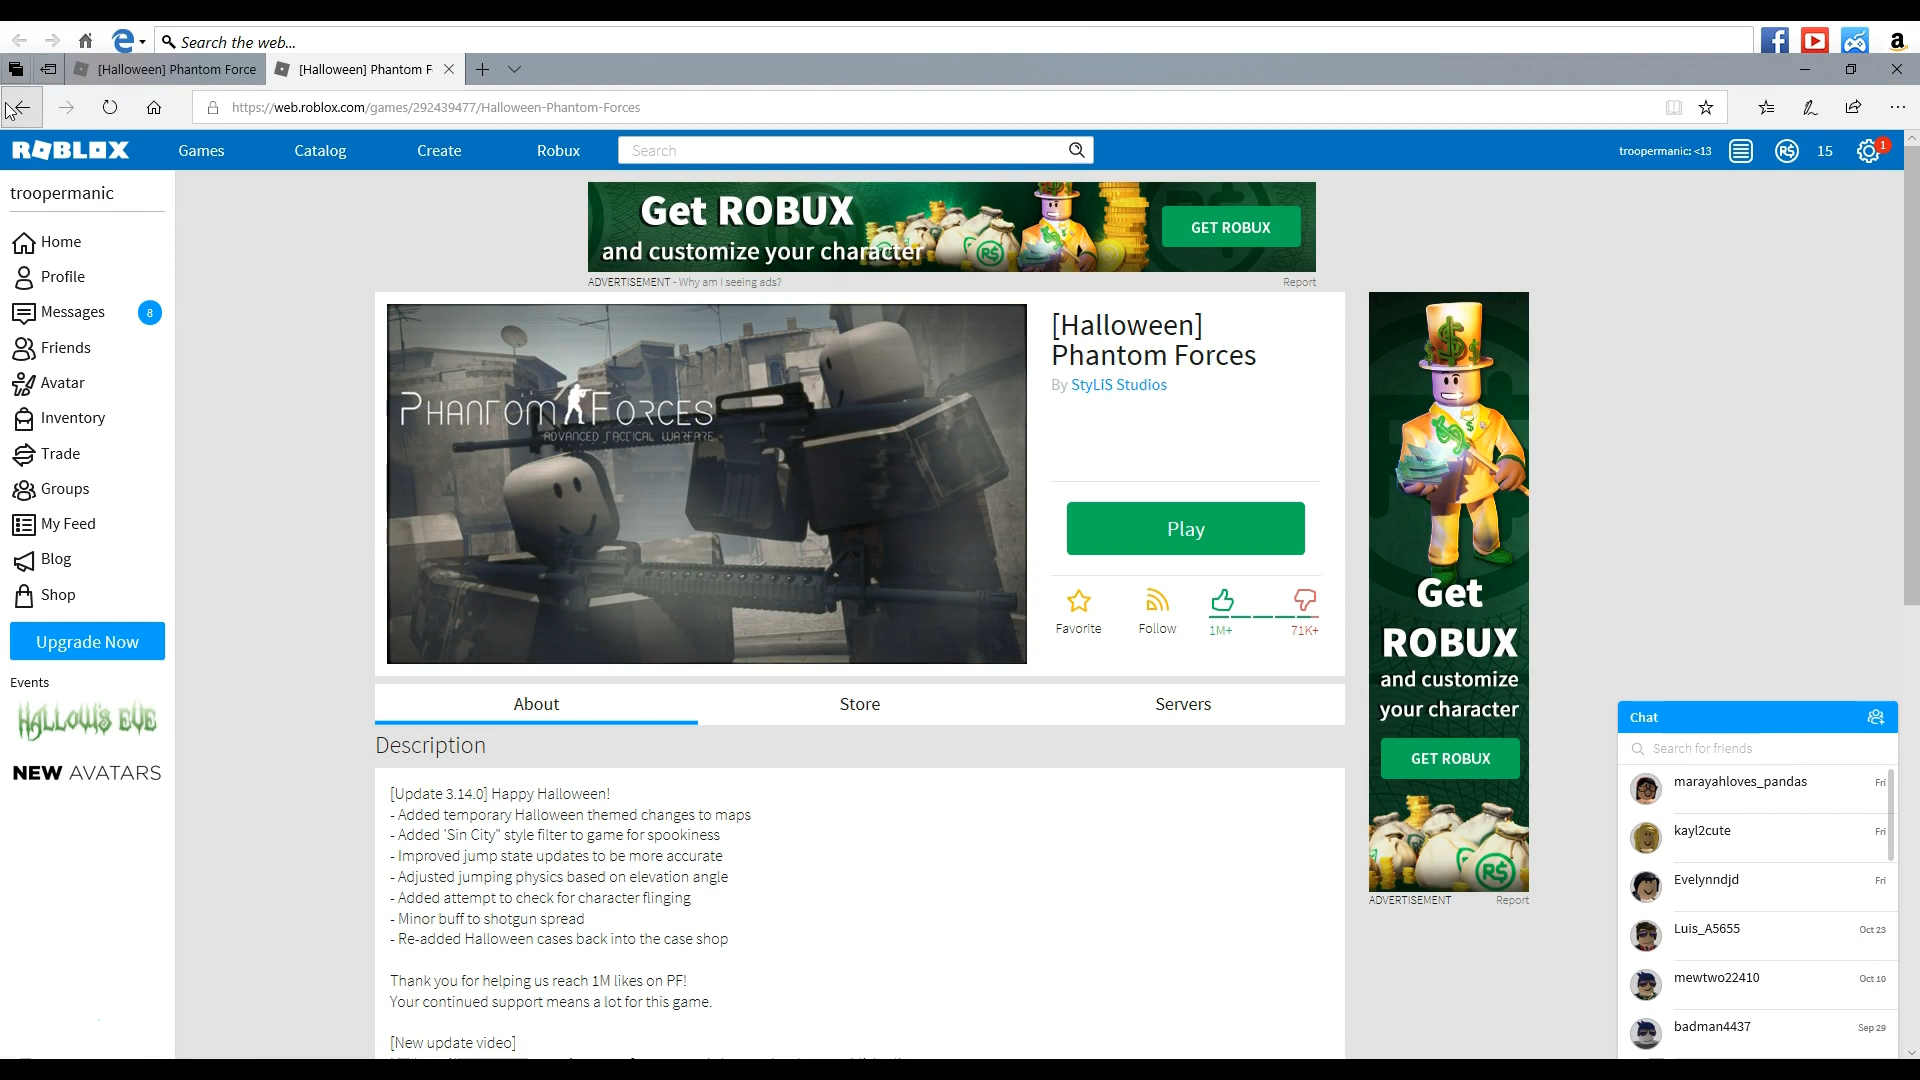 Search the web...
[Halloween] Phantom Force
[Halloween] Phantom F
https://web.roblox.com/games/292439477/Halloween-Phantom-Forces
ROBLOX
Games
Catalog
Create
Robux
Search
troopermanic: <13
15
1
troopermanic
Home
Profile
Messages
8
Friends
Avatar
Inventory
Trade
Groups
My Feed
Blog
Shop
Upgrade Now
Events
HALLOW'S EVE
NEW AVATARS
Get ROBUX
and customize your character
GET ROBUX
ADVERTISEMENT - Why am I seeing ads?
Report
PHANTOM FORCES
ADVANCED TACTICAL WARFARE
[Halloween]
Phantom Forces
By StyLiS Studios
Play
Favorite
Follow
1M+
71K+
About
Store
Servers
Description
[Update 3.14.0] Happy Halloween!
- Added temporary Halloween themed changes to maps
- Added 'Sin City" style filter to game for spookiness
- Improved jump state updates to be more accurate
- Adjusted jumping physics based on elevation angle
- Added attempt to check for character flinging
- Minor buff to shotgun spread
- Re-added Halloween cases back into the case shop
Thank you for helping us reach 1M likes on PF!
Your continued support means a lot for this game.
[New update video]
Get
ROBUX
and customize
your character
GET ROBUX
ADVERTISEMENT
Report
Chat
Search for friends
marayahloves_pandas
Fri
kayl2cute
Fri
Evelynndjd
Fri
Luis_A5655
Oct 23
mewtwo22410
Oct 10
badman4437
Sep 29